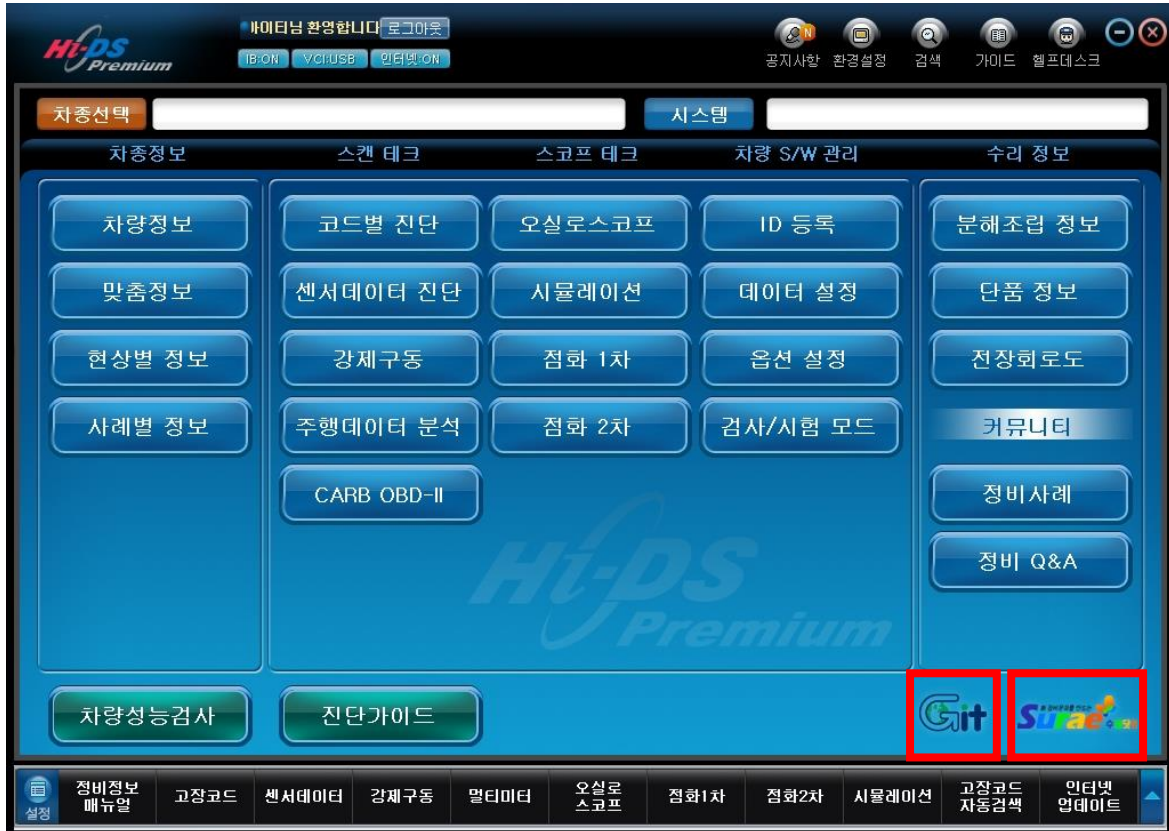 Hi-DS
Premium
아이터님 환영합니다 로그아웃
IB:ON VCI:USB 인터넷:ON
N
공지사항 환경설정 검색 가이드 헬프데스크
차종선택 시스템
차종정보 스캔 테크 스코프 테크 차량 S/W 관리 수리 정보
차량정보 코드별 진단 오실로스코프 ID 등록 분해조립 정보
맞춤정보 센서데이터 진단 시뮬레이션 데이터 설정 단품 정보
현상별 정보 강제구동 점화 1차 옵션 설정 전장회로도
사례별 정보 주행데이터 분석 점화 2차 검사/시험 모드 커뮤니티
CARB OBD-II 정비사례
정비 Q&A
Hi-DS
Premium
차량성능검사 진단가이드 Git Surae
설정 정비정보 매뉴얼 고장코드 센서데이터 강제구동 멀티미터 오실로 스코프 점화1차 점화2차 시뮬레이션 고장코드 자동검색 인터넷 업데이트